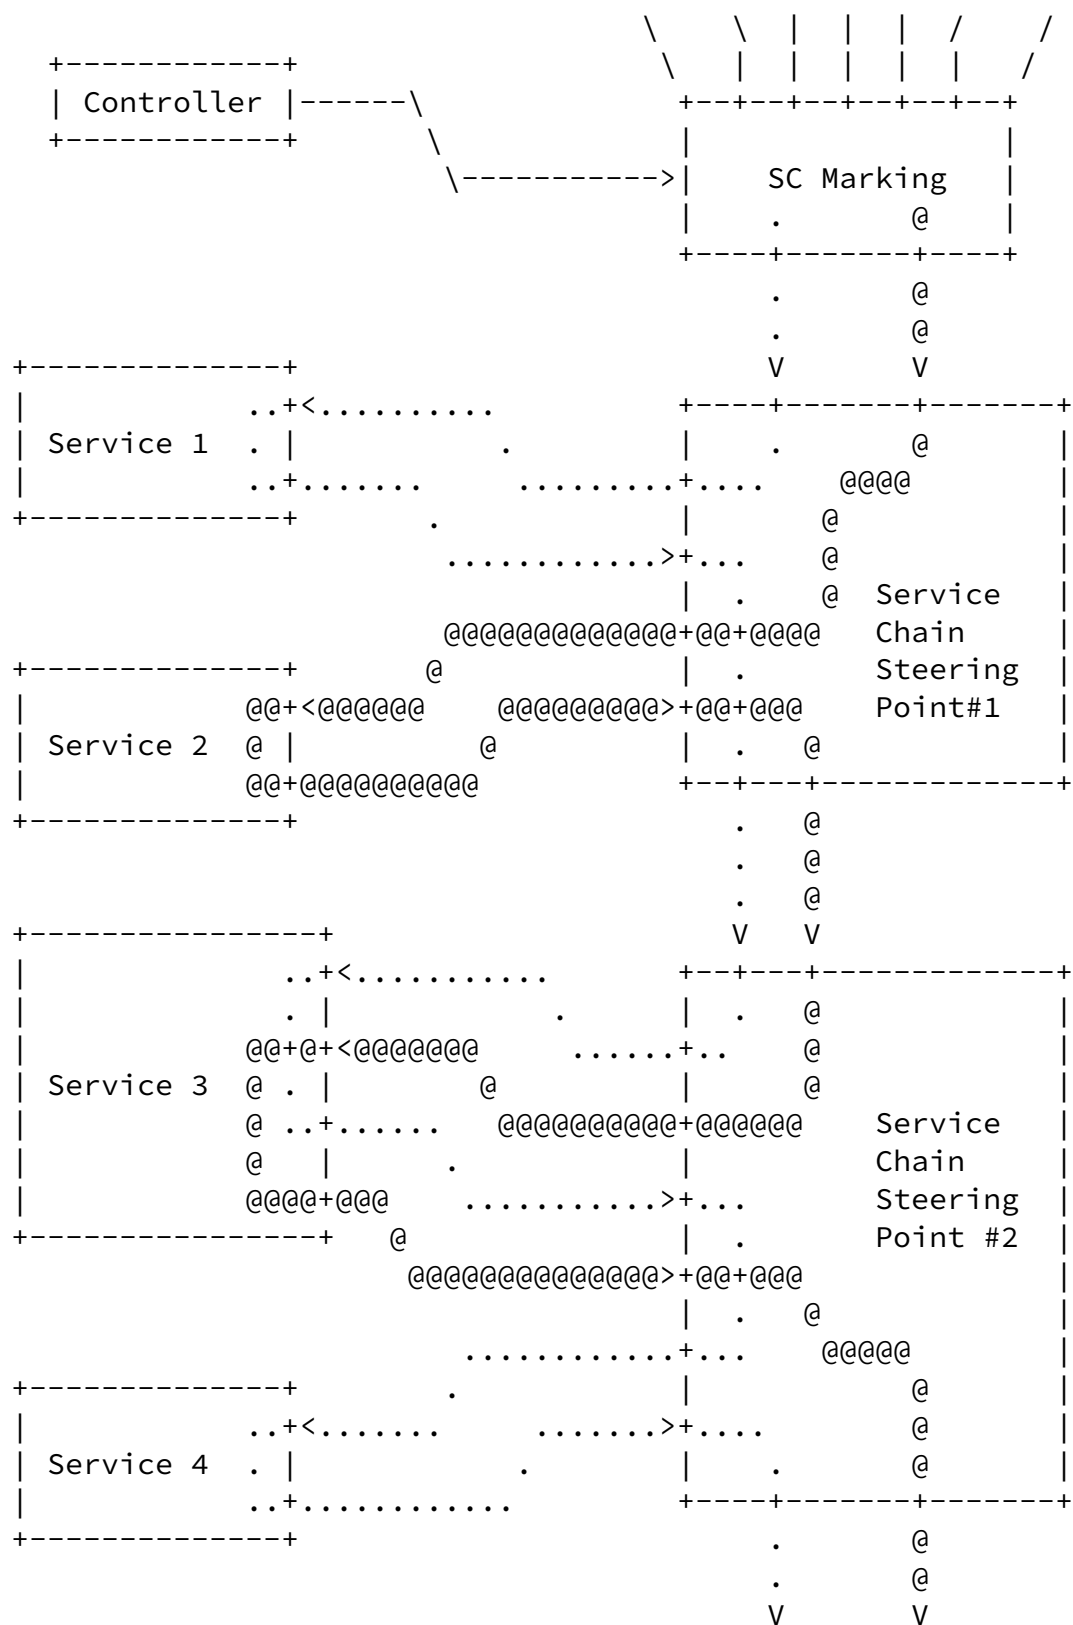 Controller
SC Marking
Service 1
Service
Chain
Steering
Point#1
Service 2
Service 3
Service
Chain
Steering
Point #2
Service 4